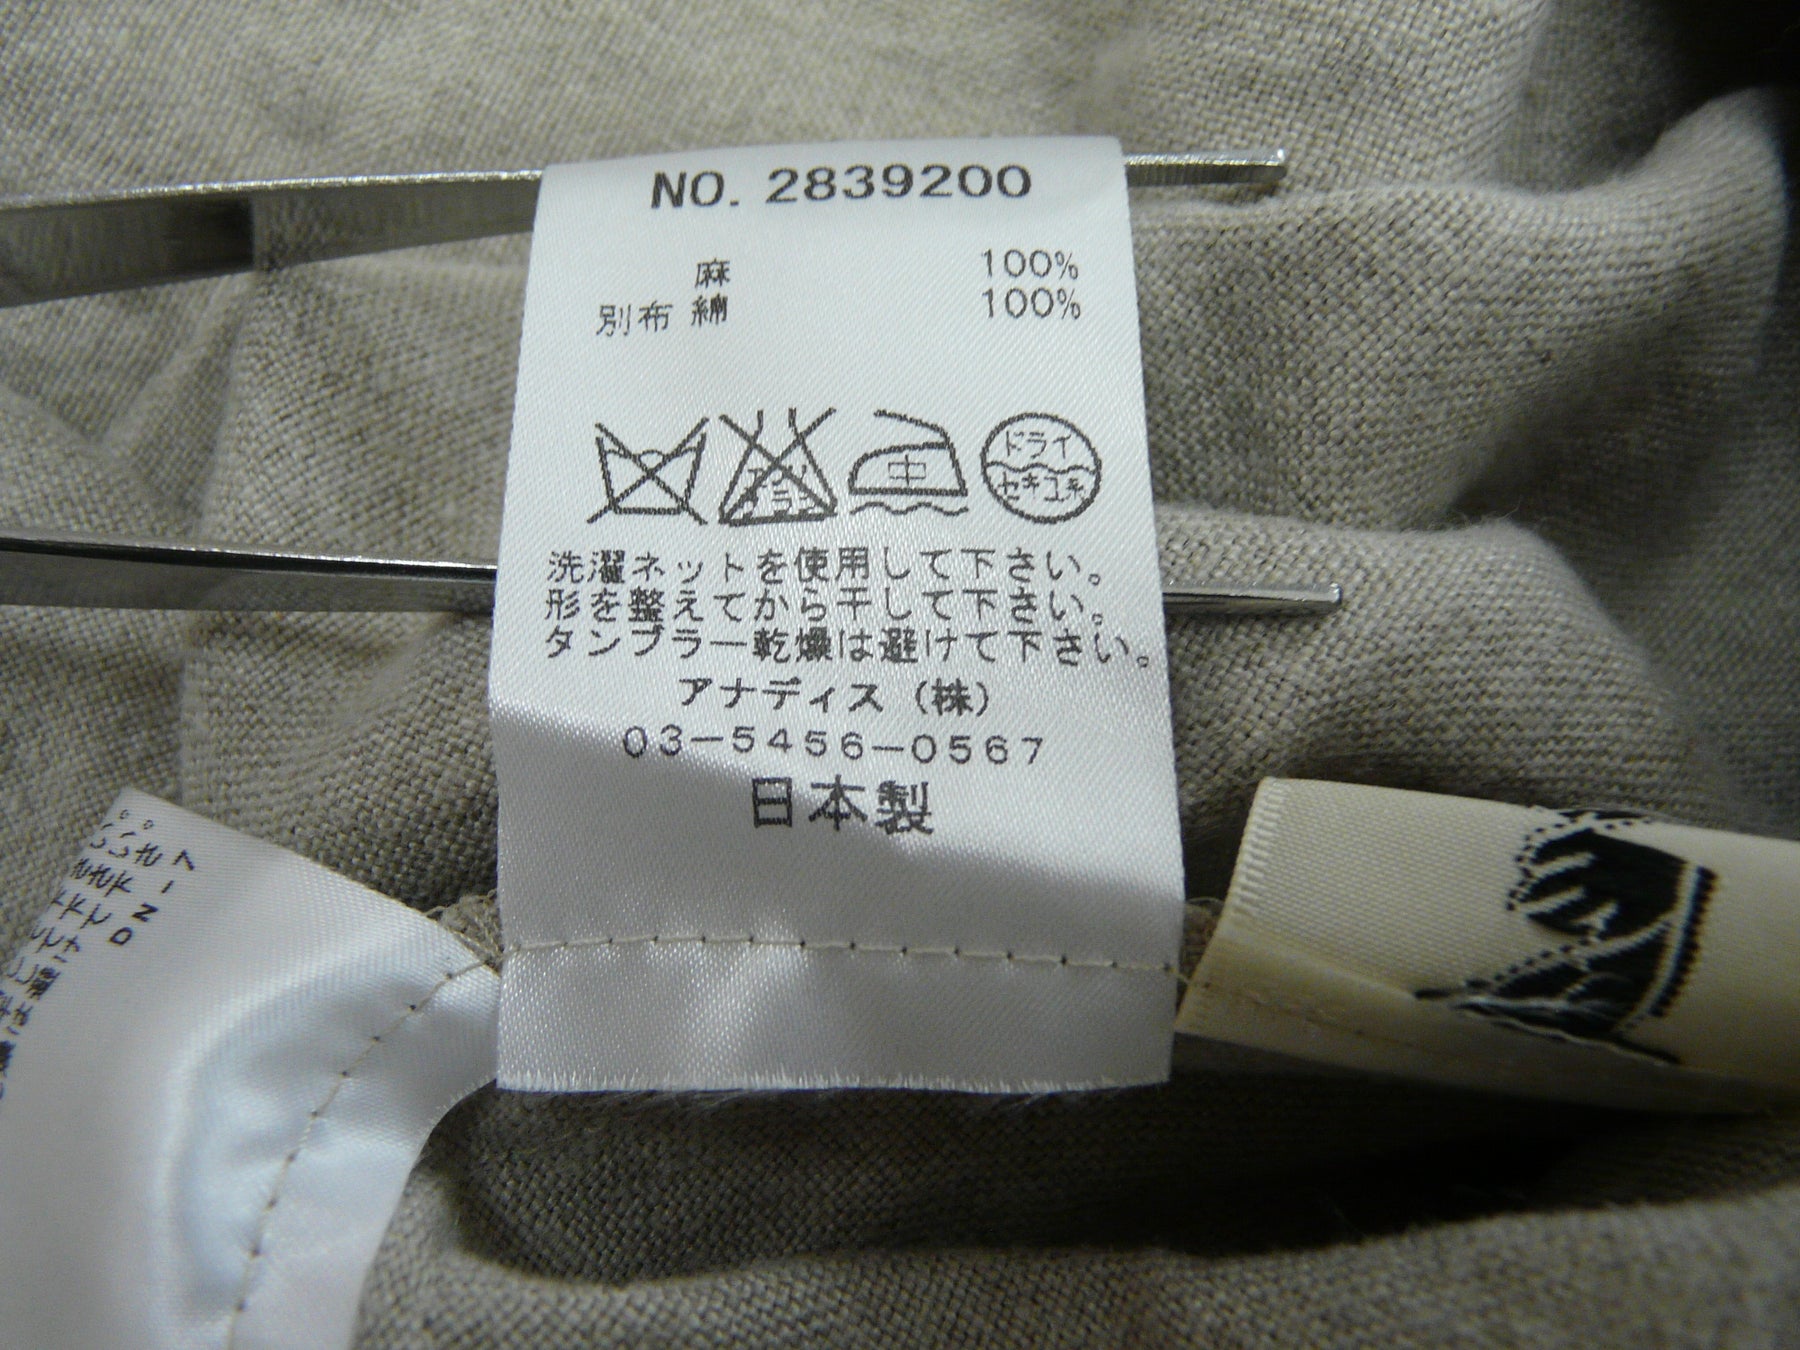 NO. 2839200
麻 100%
別布 綿 100%
中
ドライ
セキユ系
洗濯ネットを使用して下さい。
形を整えてから干して下さい。
タンブラー乾燥は避けて下さい。
アナディス(株)
03-5456-0567
日本製